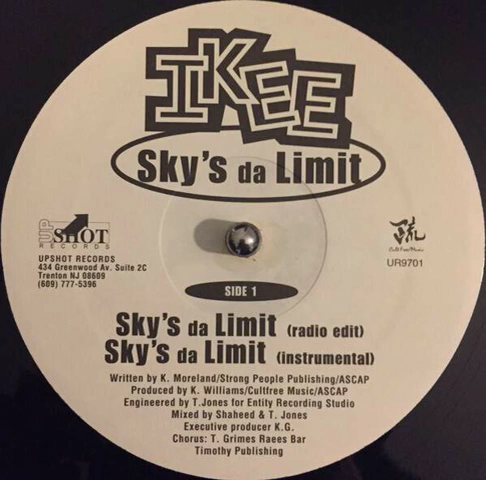 IKEE
Sky's da Limit
UP
SHOT
RECORDS
UPSHOT RECORDS
434 Greenwood Av. Suite 2C
Trenton NJ 08609
(609) 777-5396
Cultfree Music
UR9701
SIDE 1
Sky's da Limit (radio edit)
Sky's da Limit (instrumental)
Written by K. Moreland/Strong People Publishing/ASCAP
Produced by K. Williams/Cultfree Music/ASCAP
Engineered by T.Jones for Entity Recording Studio
Mixed by Shaheed & T. Jones
Executive producer K.G.
Chorus: T. Grimes Raees Bar
Timothy Publishing